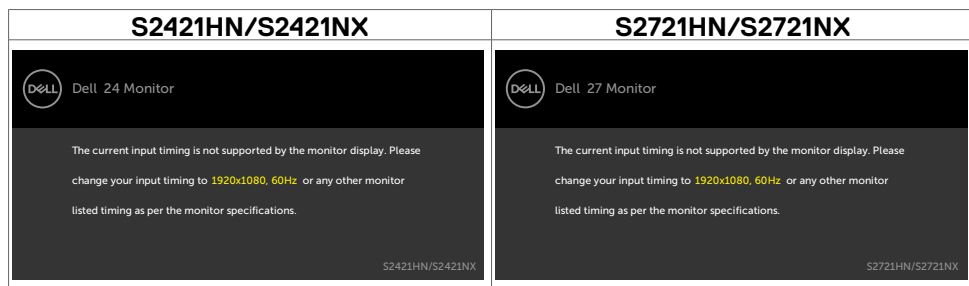 S2421HN/S2421NX
S2721HN/S2721NX
DELL
Dell 24 Monitor
The current input timing is not supported by the monitor display. Please
change your input timing to 1920x1080, 60Hz or any other monitor
listed timing as per the monitor specifications.
S2421HN/S2421NX
DELL
Dell 27 Monitor
The current input timing is not supported by the monitor display. Please
change your input timing to 1920x1080, 60Hz or any other monitor
listed timing as per the monitor specifications.
S2721HN/S2721NX